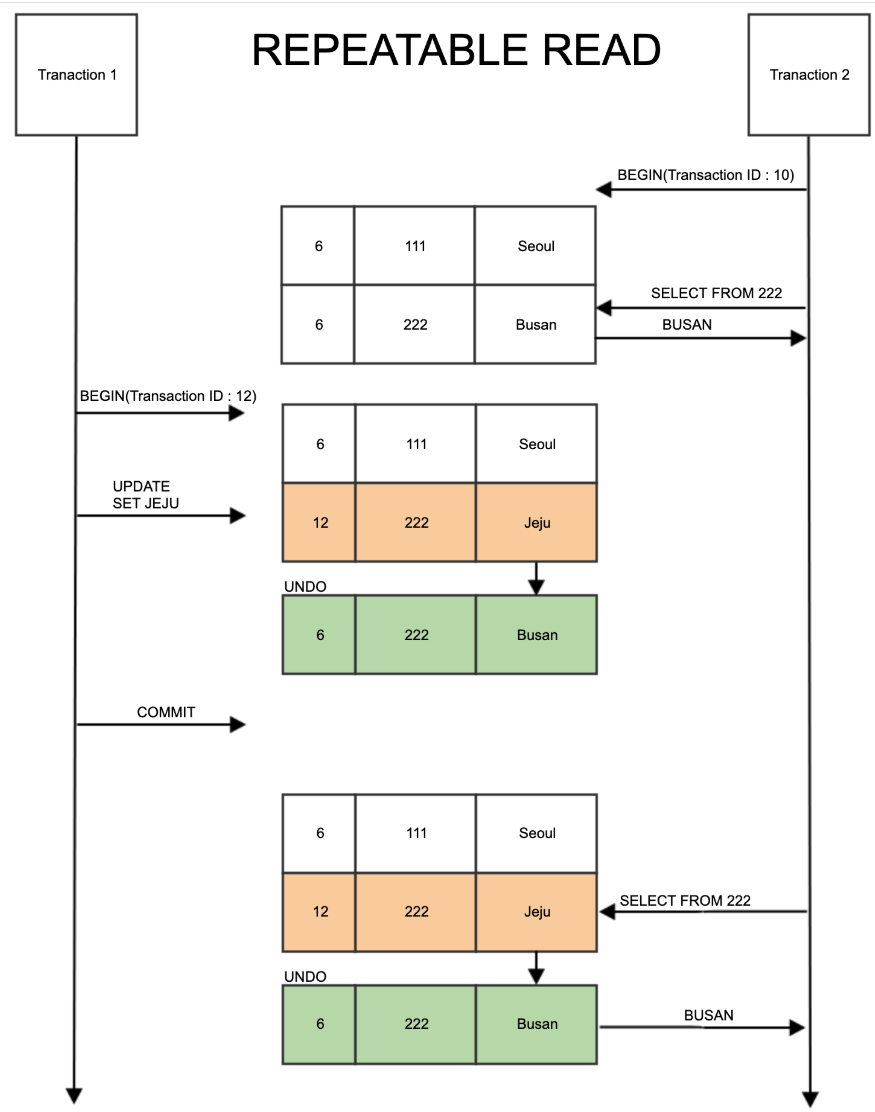 REPEATABLE READ
Tranaction 1
Tranaction 2
BEGIN(Transaction ID : 10)
6 111 Seoul
SELECT FROM 222
6 222 Busan
BUSAN
BEGIN(Transaction ID : 12)
6 111 Seoul
UPDATE
SET JEJU
12 222 Jeju
UNDO
6 222 Busan
COMMIT
6 111 Seoul
12 222 Jeju
SELECT FROM 222
UNDO
6 222 Busan
BUSAN